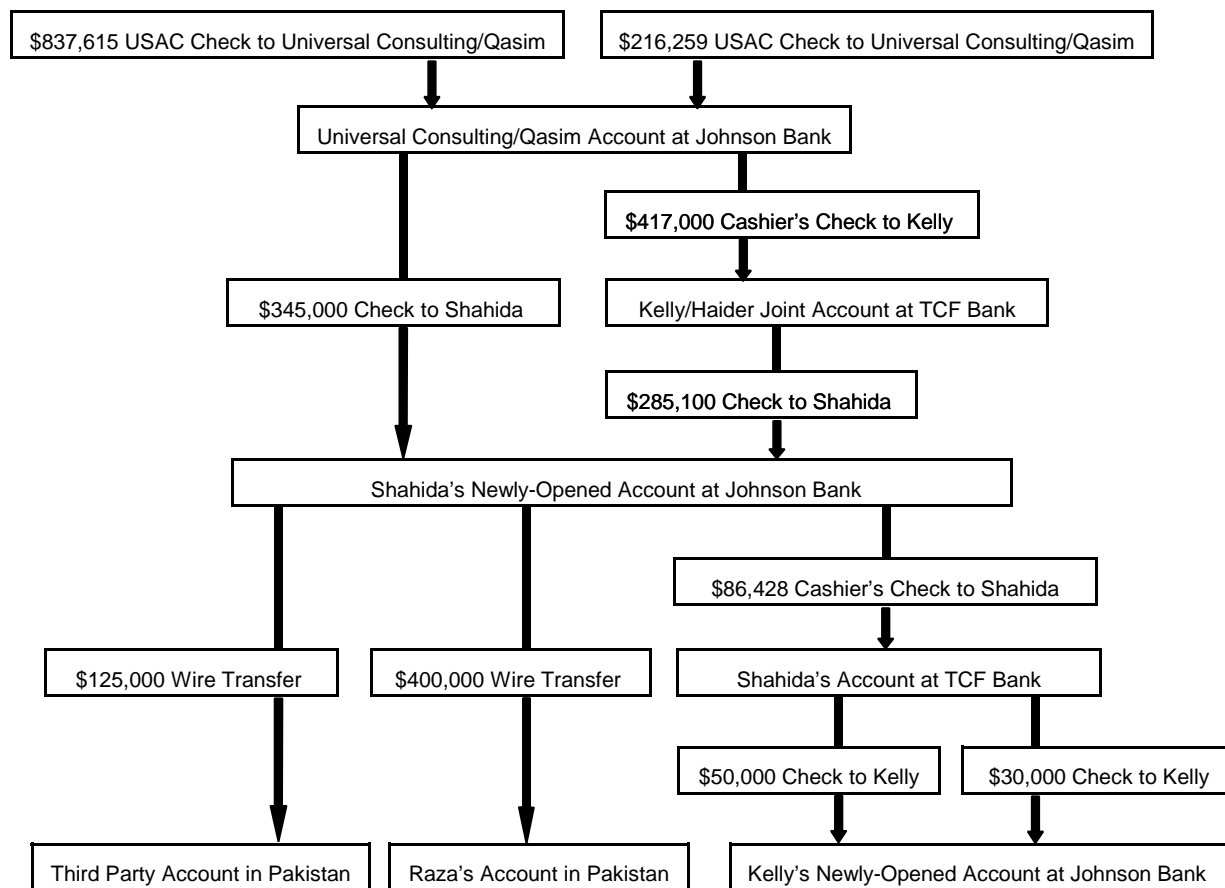 $837,615 USAC Check to Universal Consulting/Qasim
$216,259 USAC Check to Universal Consulting/Qasim
Universal Consulting/Qasim Account at Johnson Bank
$417,000 Cashier’s Check to Kelly
$345,000 Check to Shahida
Kelly/Haider Joint Account at TCF Bank
$285,100 Check to Shahida
Shahida’s Newly-Opened Account at Johnson Bank
$86,428 Cashier’s Check to Shahida
$125,000 Wire Transfer
$400,000 Wire Transfer
Shahida’s Account at TCF Bank
$50,000 Check to Kelly
$30,000 Check to Kelly
Third Party Account in Pakistan
Raza’s Account in Pakistan
Kelly’s Newly-Opened Account at Johnson Bank